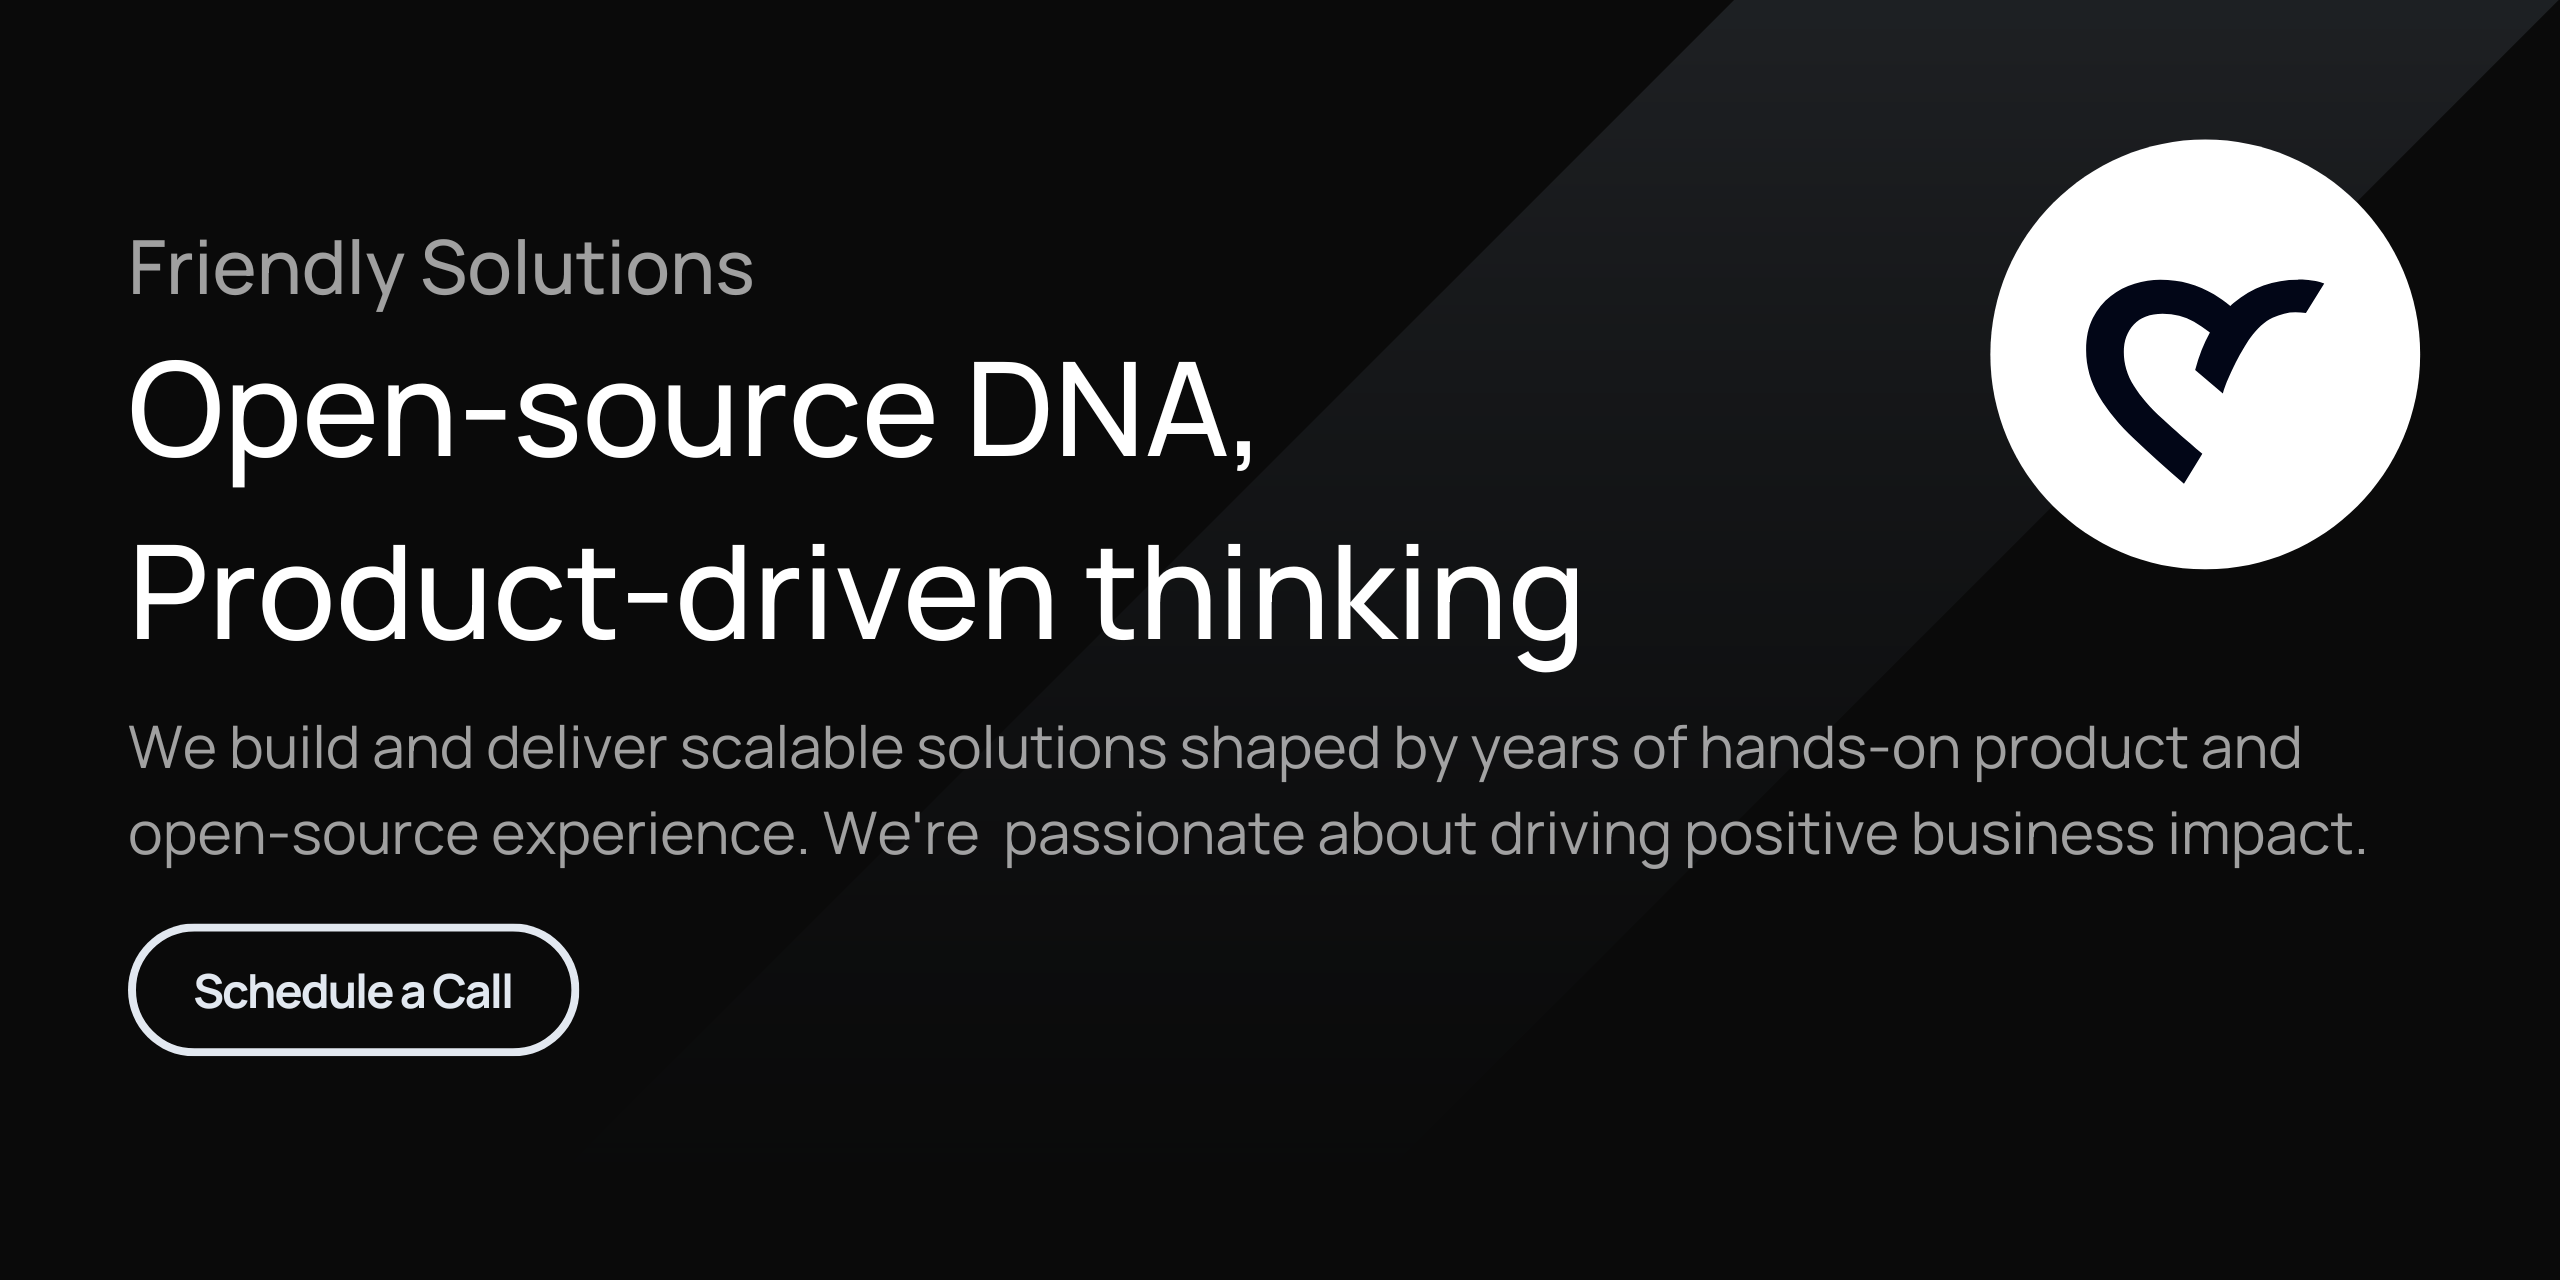 Friendly Solutions
Open-source DNA,
Product-driven thinking
We build and deliver scalable solutions shaped by years of hands-on product and
open-source experience. We're  passionate about driving positive business impact.
Schedule a Call